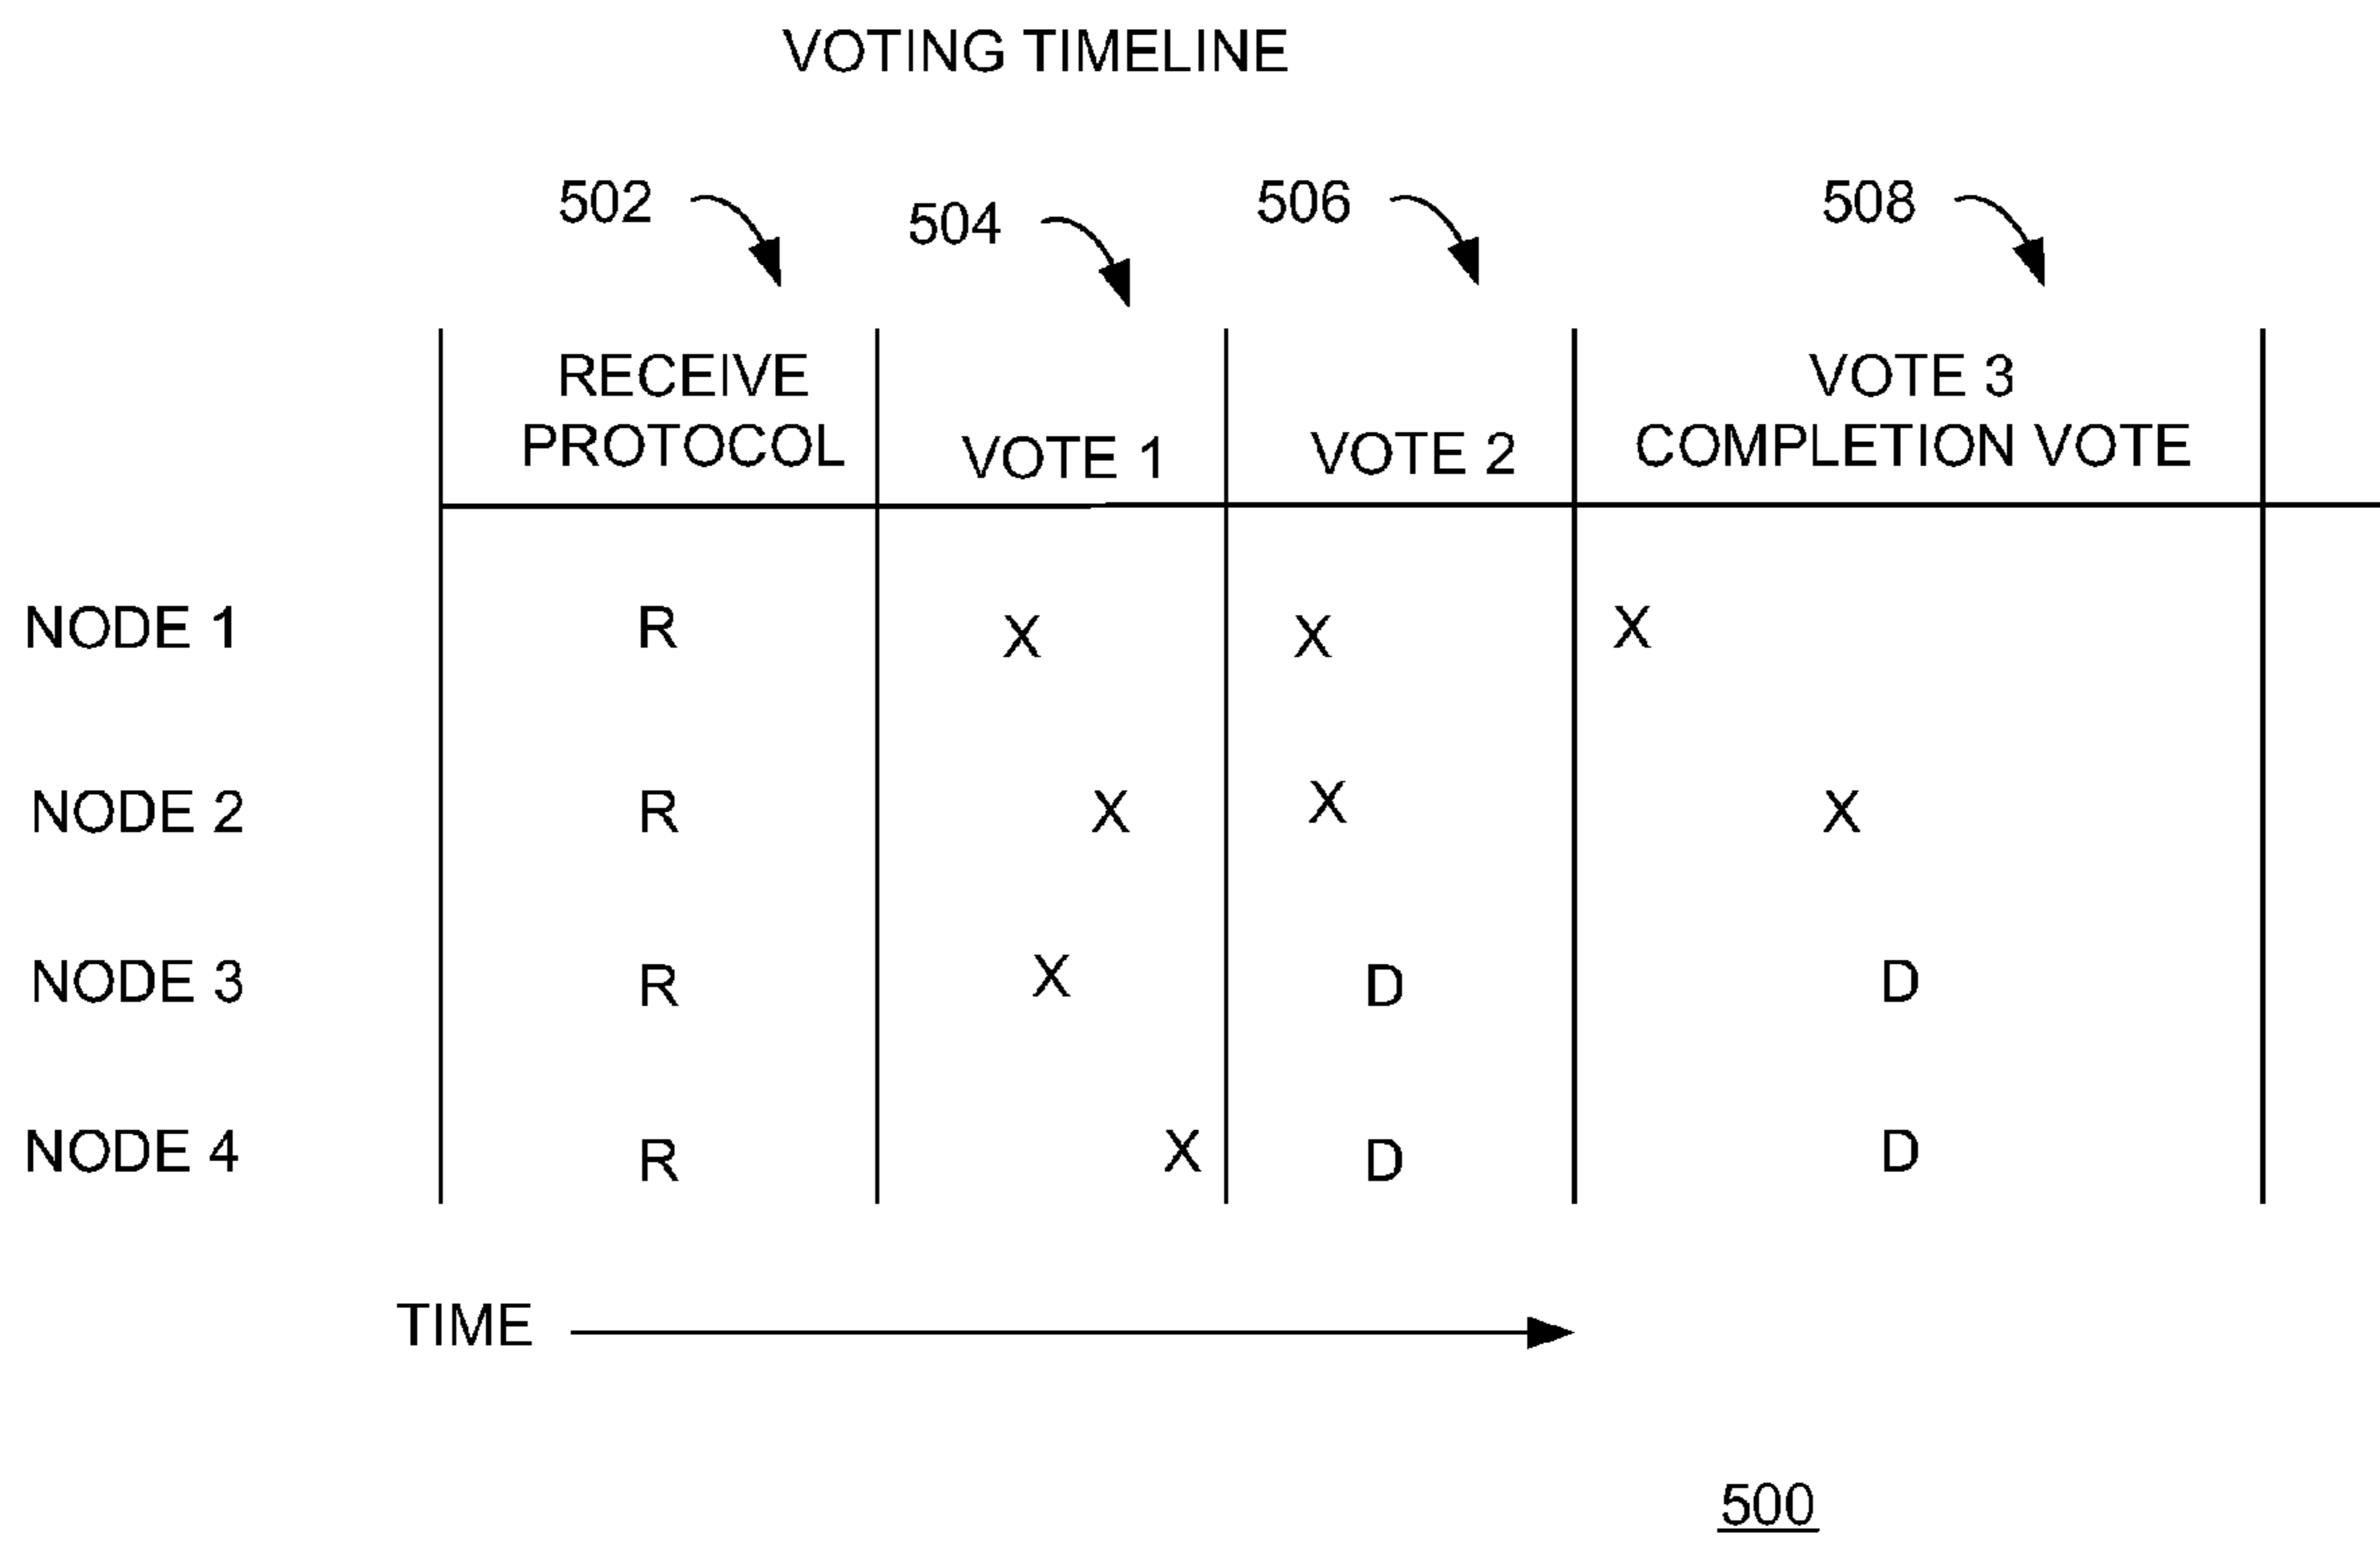 VOTING TIMELINE
502 504 506 508
RECEIVE PROTOCOL VOTE 1 VOTE 2 VOTE 3 COMPLETION VOTE
NODE 1 R X X X
NODE 2 R X X X
NODE 3 R X D D
NODE 4 R X D D
TIME
500